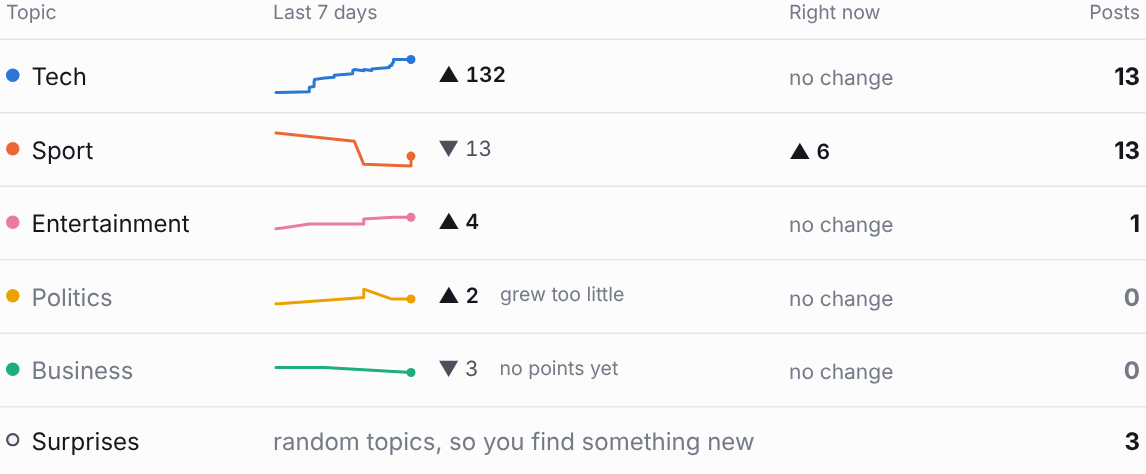 Topic Last 7 days Right now Posts
Tech ▲ 132 no change 13
Sport ▼ 13 ▲ 6 13
Entertainment ▲ 4 no change 1
Politics ▲ 2 grew too little no change 0
Business ▼ 3 no points yet no change 0
Surprises random topics, so you find something new 3